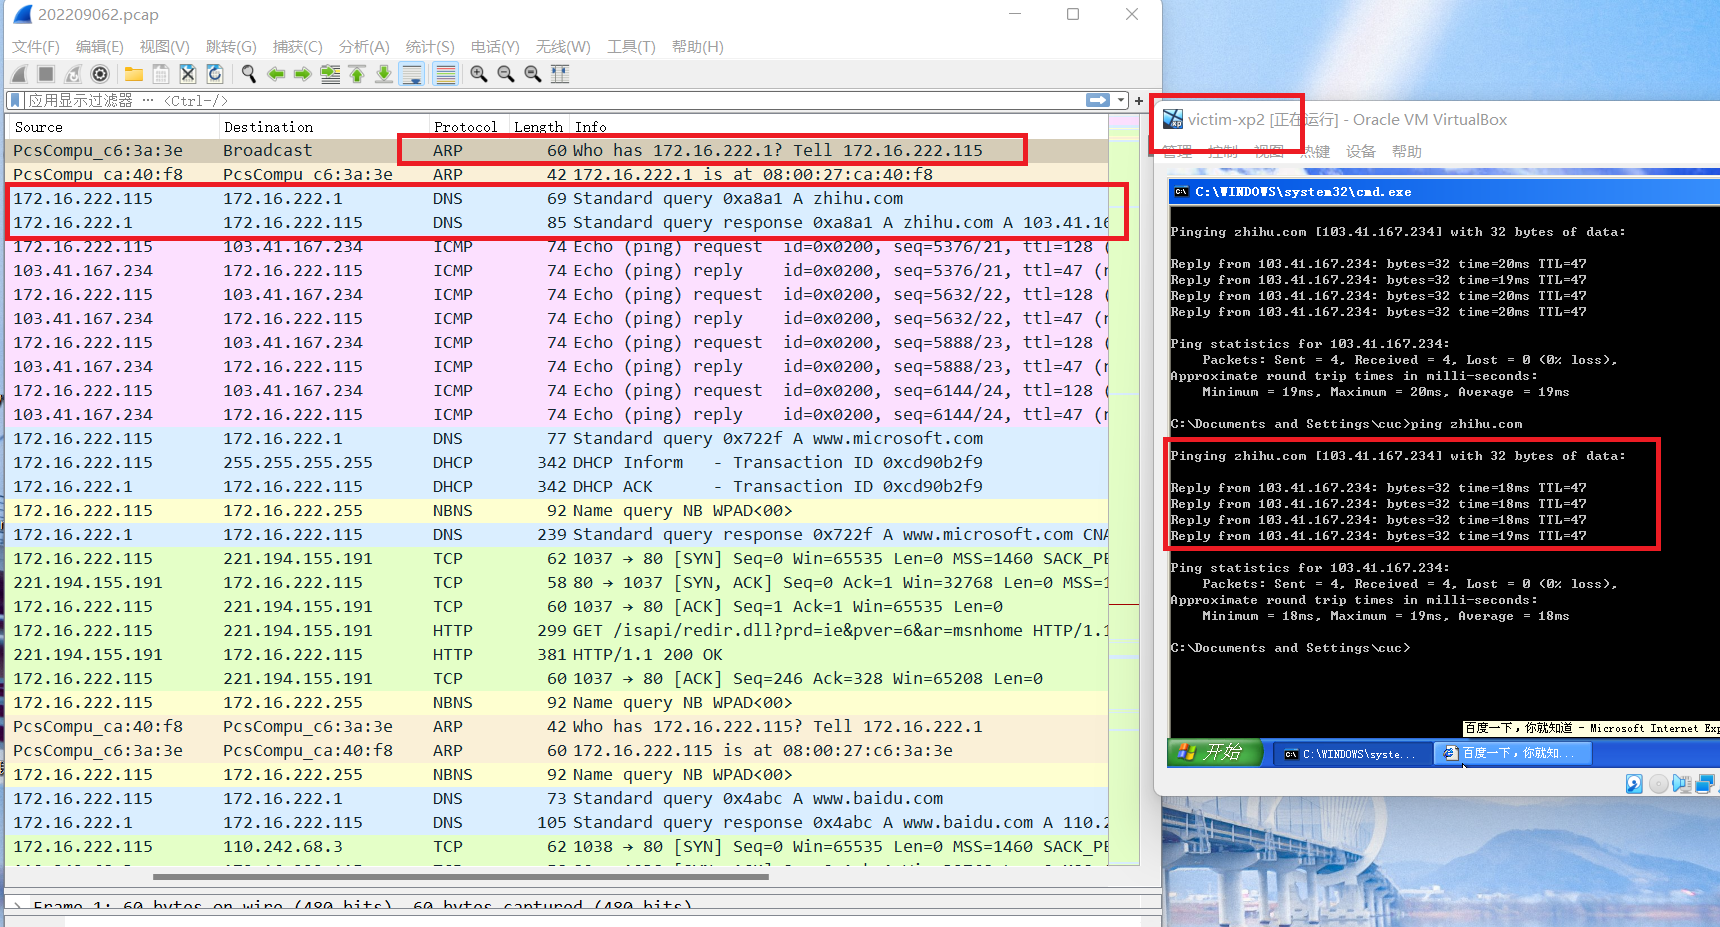 202209062.pcap
文件(F) 编辑(E) 视图(V) 跳转(G) 捕获(C) 分析(A) 统计(S) 电话(Y) 无线(W) 工具(T) 帮助(H)
应用显示过滤器 … <Ctrl-/>
+
Source Destination Protocol Length Info
PcsCompu_c6:3a:3e Broadcast ARP 60 Who has 172.16.222.1? Tell 172.16.222.115
PcsCompu_ca:40:f8 PcsCompu_c6:3a:3e ARP 42 172.16.222.1 is at 08:00:27:ca:40:f8
172.16.222.115 172.16.222.1 DNS 69 Standard query 0xa8a1 A zhihu.com
172.16.222.1 172.16.222.115 DNS 85 Standard query response 0xa8a1 A zhihu.com A 103.41.16
172.16.222.115 103.41.167.234 ICMP 74 Echo (ping) request id=0x0200, seq=5376/21, ttl=128 (
103.41.167.234 172.16.222.115 ICMP 74 Echo (ping) reply id=0x0200, seq=5376/21, ttl=47 (r
172.16.222.115 103.41.167.234 ICMP 74 Echo (ping) request id=0x0200, seq=5632/22, ttl=128 (
103.41.167.234 172.16.222.115 ICMP 74 Echo (ping) reply id=0x0200, seq=5632/22, ttl=47 (r
172.16.222.115 103.41.167.234 ICMP 74 Echo (ping) request id=0x0200, seq=5888/23, ttl=128 (
103.41.167.234 172.16.222.115 ICMP 74 Echo (ping) reply id=0x0200, seq=5888/23, ttl=47 (r
172.16.222.115 103.41.167.234 ICMP 74 Echo (ping) request id=0x0200, seq=6144/24, ttl=128 (
103.41.167.234 172.16.222.115 ICMP 74 Echo (ping) reply id=0x0200, seq=6144/24, ttl=47 (r
172.16.222.115 172.16.222.1 DNS 77 Standard query 0x722f A www.microsoft.com
172.16.222.115 255.255.255.255 DHCP 342 DHCP Inform - Transaction ID 0xcd90b2f9
172.16.222.1 172.16.222.115 DHCP 342 DHCP ACK - Transaction ID 0xcd90b2f9
172.16.222.115 172.16.222.255 NBNS 92 Name query NB WPAD<00>
172.16.222.1 172.16.222.115 DNS 239 Standard query response 0x722f A www.microsoft.com CNA
172.16.222.115 221.194.155.191 TCP 62 1037 → 80 [SYN] Seq=0 Win=65535 Len=0 MSS=1460 SACK_PE
221.194.155.191 172.16.222.115 TCP 58 80 → 1037 [SYN, ACK] Seq=0 Ack=1 Win=32768 Len=0 MSS=1
172.16.222.115 221.194.155.191 TCP 60 1037 → 80 [ACK] Seq=1 Ack=1 Win=65535 Len=0
172.16.222.115 221.194.155.191 HTTP 299 GET /isapi/redir.dll?prd=ie&pver=6&ar=msnhome HTTP/1.1
221.194.155.191 172.16.222.115 HTTP 381 HTTP/1.1 200 OK
172.16.222.115 221.194.155.191 TCP 60 1037 → 80 [ACK] Seq=246 Ack=328 Win=65208 Len=0
172.16.222.115 172.16.222.255 NBNS 92 Name query NB WPAD<00>
PcsCompu_ca:40:f8 PcsCompu_c6:3a:3e ARP 42 Who has 172.16.222.115? Tell 172.16.222.1
PcsCompu_c6:3a:3e PcsCompu_ca:40:f8 ARP 60 172.16.222.115 is at 08:00:27:c6:3a:3e
172.16.222.115 172.16.222.255 NBNS 92 Name query NB WPAD<00>
172.16.222.115 172.16.222.1 DNS 73 Standard query 0x4abc A www.baidu.com
172.16.222.1 172.16.222.115 DNS 105 Standard query response 0x4abc A www.baidu.com A 110.2
172.16.222.115 110.242.68.3 TCP 62 1038 → 80 [SYN] Seq=0 Win=65535 Len=0 MSS=1460 SACK_PE
Frame 1: 60 bytes on wire (480 bits), 60 bytes captured (480 bits)
victim-xp2 [正在运行] - Oracle VM VirtualBox
管理 控制 视图 热键 设备 帮助
C:\WINDOWS\system32\cmd.exe
Pinging zhihu.com [103.41.167.234] with 32 bytes of data:
Reply from 103.41.167.234: bytes=32 time=20ms TTL=47
Reply from 103.41.167.234: bytes=32 time=19ms TTL=47
Reply from 103.41.167.234: bytes=32 time=20ms TTL=47
Reply from 103.41.167.234: bytes=32 time=20ms TTL=47
Ping statistics for 103.41.167.234:
Packets: Sent = 4, Received = 4, Lost = 0 (0% loss),
Approximate round trip times in milli-seconds:
Minimum = 19ms, Maximum = 20ms, Average = 19ms
C:\Documents and Settings\cuc>ping zhihu.com
Pinging zhihu.com [103.41.167.234] with 32 bytes of data:
Reply from 103.41.167.234: bytes=32 time=18ms TTL=47
Reply from 103.41.167.234: bytes=32 time=18ms TTL=47
Reply from 103.41.167.234: bytes=32 time=18ms TTL=47
Reply from 103.41.167.234: bytes=32 time=19ms TTL=47
Ping statistics for 103.41.167.234:
Packets: Sent = 4, Received = 4, Lost = 0 (0% loss),
Approximate round trip times in milli-seconds:
Minimum = 18ms, Maximum = 19ms, Average = 18ms
C:\Documents and Settings\cuc>
百度一下，你就知道 - Microsoft Internet Exp
开始 C:\WINDOWS\syste... 百度一下，你就知...